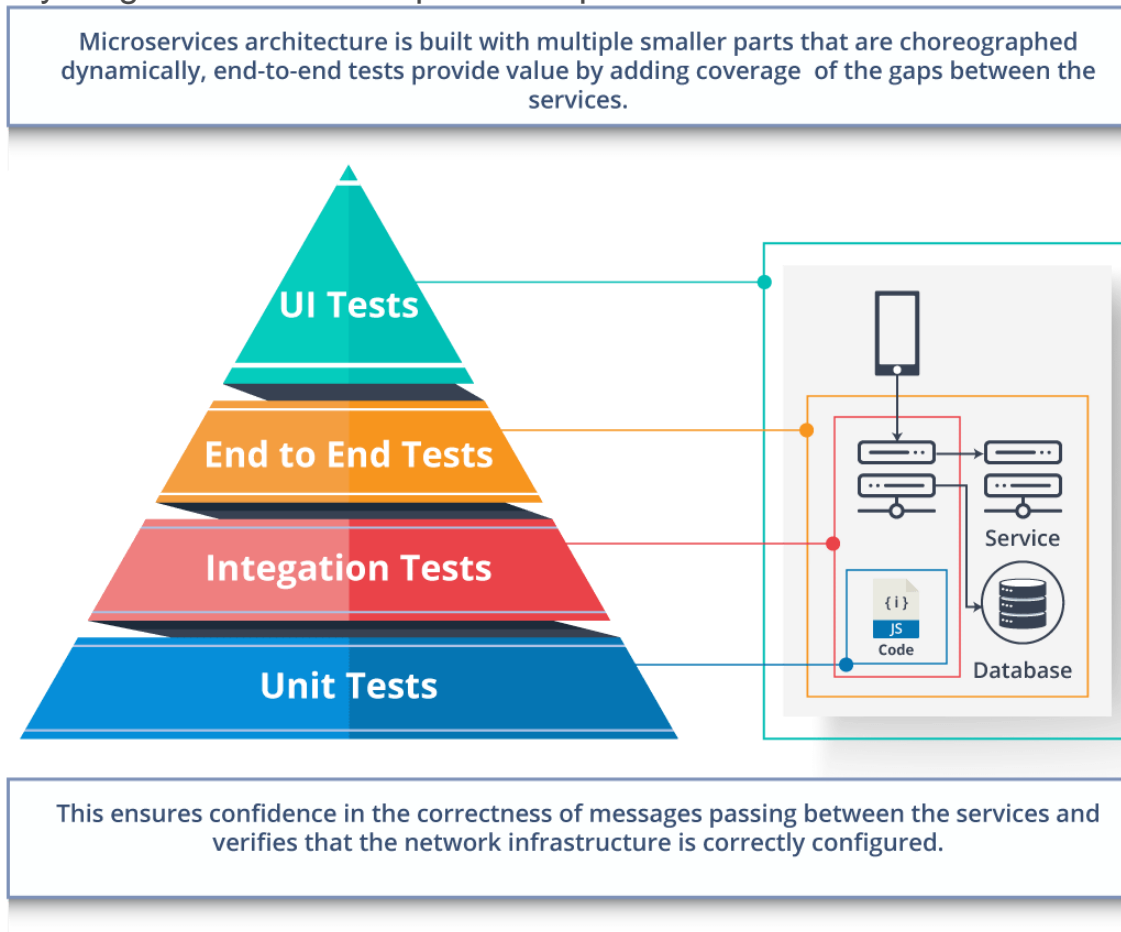 Microservices architecture is built with multiple smaller parts that are choreographed
dynamically, end-to-end tests provide value by adding coverage of the gaps between the
services.
UI Tests
End to End Tests
Integation Tests
Unit Tests
Service
{i}
JS
Code
Database
This ensures confidence in the correctness of messages passing between the services and
verifies that the network infrastructure is correctly configured.